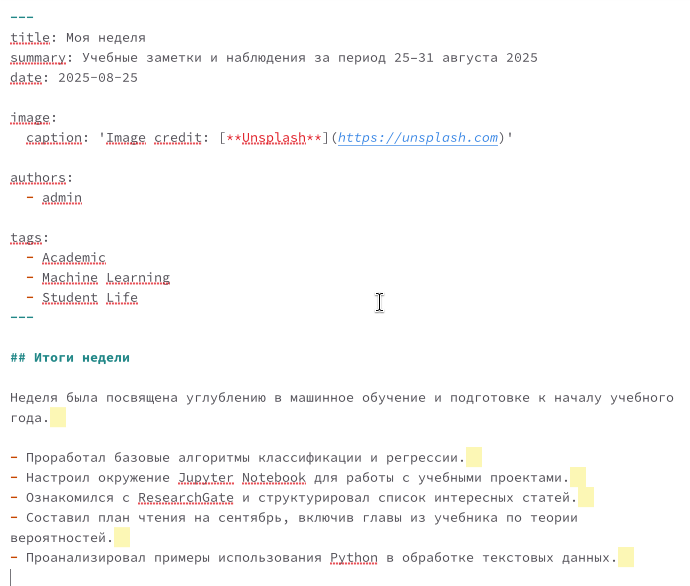 ---
title: Моя неделя
summary: Учебные заметки и наблюдения за период 25–31 августа 2025
date: 2025-08-25
image:
caption: 'Image credit: [**Unsplash**](https://unsplash.com)'
authors:
- admin
tags:
- Academic
- Machine Learning
- Student Life
---
## Итоги недели
Неделя была посвящена углублению в машинное обучение и подготовке к началу учебного
года.
- Проработал базовые алгоритмы классификации и регрессии.
- Настроил окружение Jupyter Notebook для работы с учебными проектами.
- Ознакомился с ResearchGate и структурировал список интересных статей.
- Составил план чтения на сентябрь, включив главы из учебника по теории
вероятностей.
- Проанализировал примеры использования Python в обработке текстовых данных.